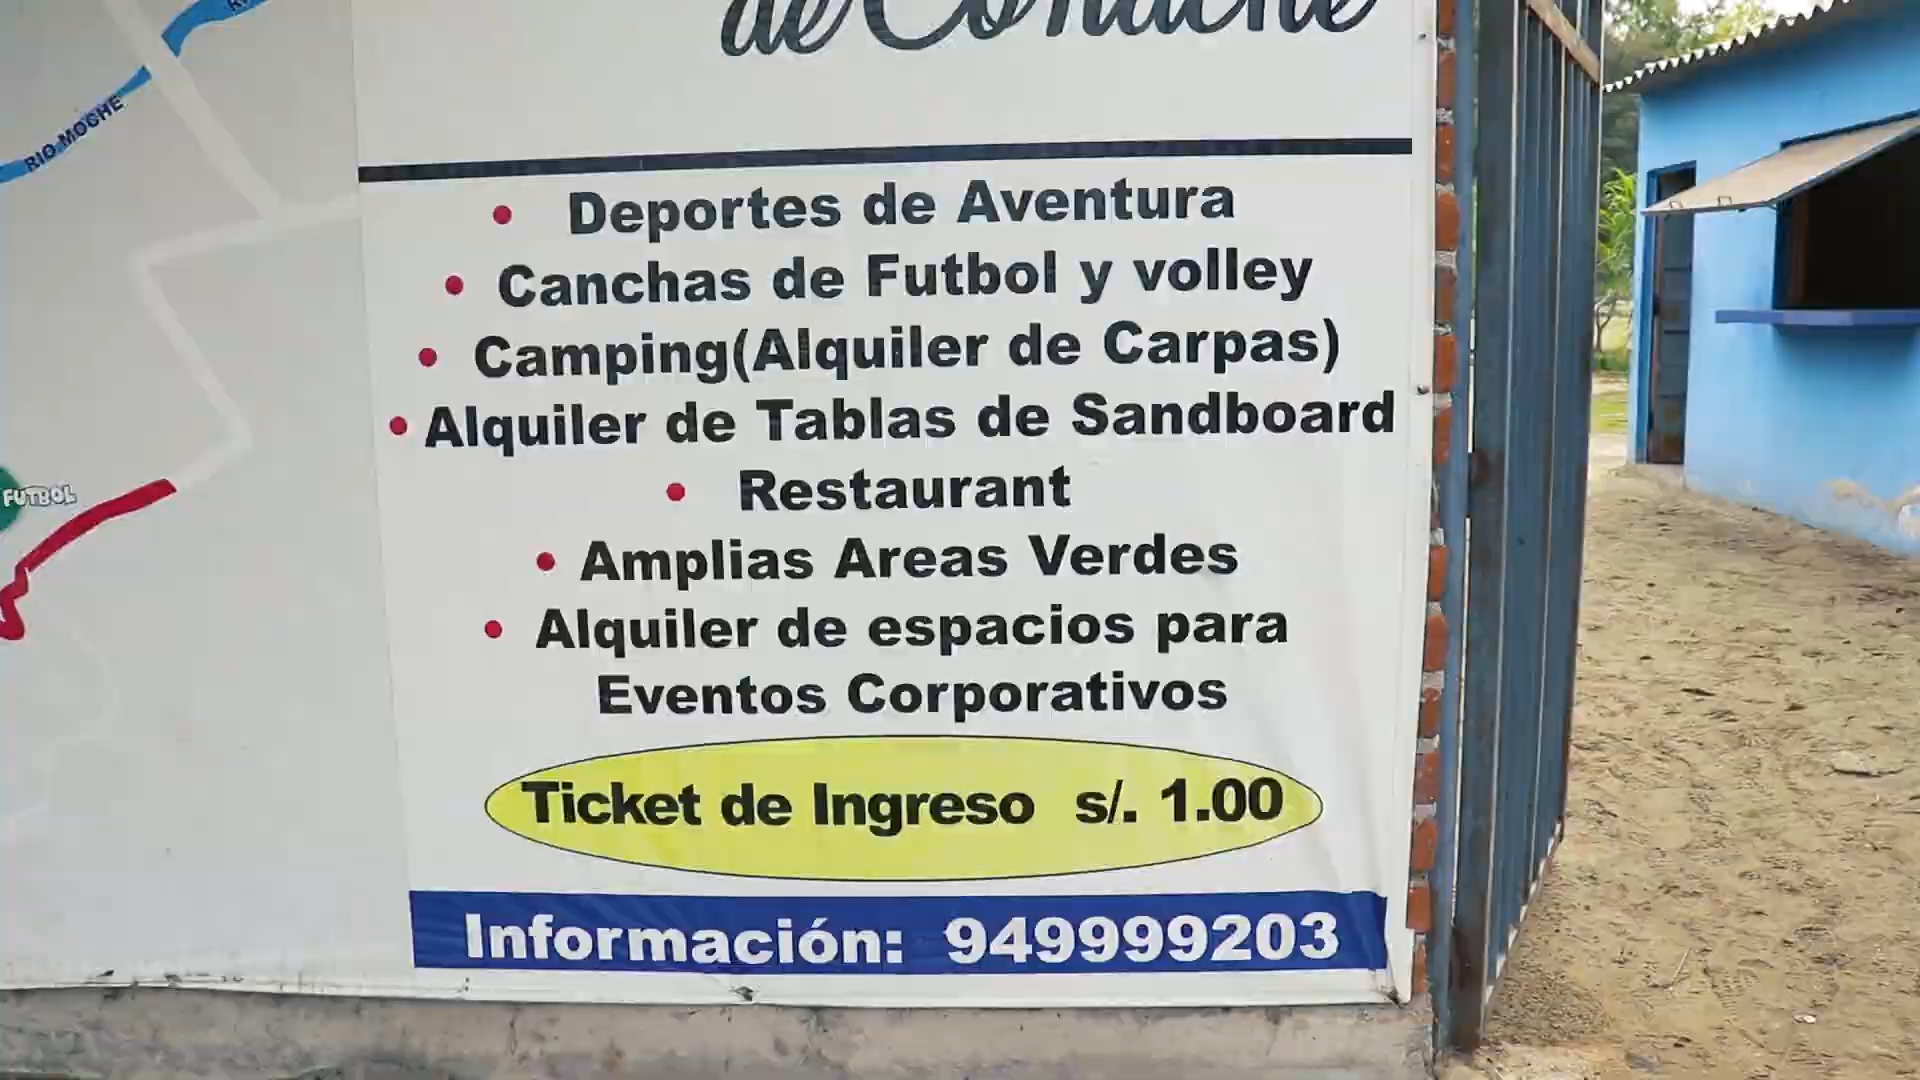 de Conache
RIO MOCHE
• Deportes de Aventura
• Canchas de Futbol y volley
• Camping(Alquiler de Carpas)
• Alquiler de Tablas de Sandboard
• Restaurant
• Amplias Areas Verdes
• Alquiler de espacios para
Eventos Corporativos
FUTBOL
Ticket de Ingreso s/. 1.00
Información: 949999203